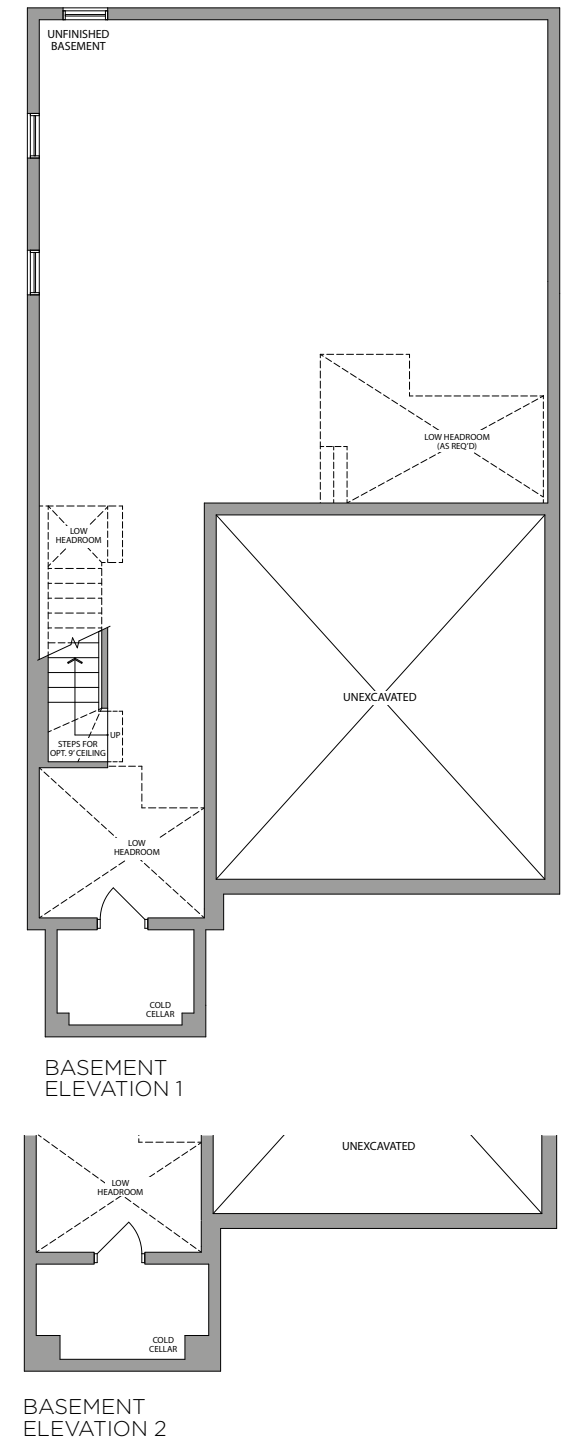 UNFINISHED
BASEMENT
LOW HEADROOM
(AS REQ'D)
LOW
HEADROOM
UNEXCAVATED
UP
STEPS FOR
OPT. 9' CEILING
LOW
HEADROOM
COLD
CELLAR
BASEMENT
ELEVATION 1
UNEXCAVATED
LOW
HEADROOM
COLD
CELLAR
BASEMENT
ELEVATION 2